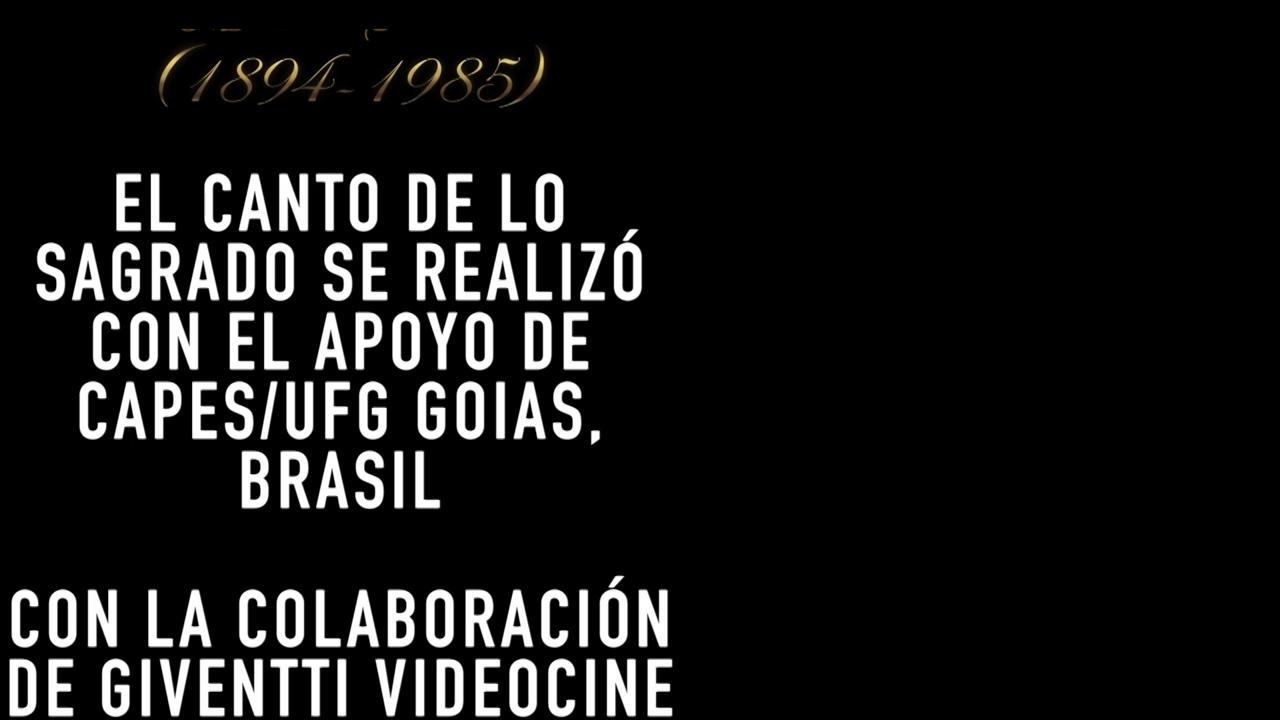 (1894-1985)
EL CANTO DE LO
SAGRADO SE REALIZÓ
CON EL APOYO DE
CAPES/UFG GOIAS,
BRASIL
CON LA COLABORACIÓN
DE GIVENTTI VIDEOCINE